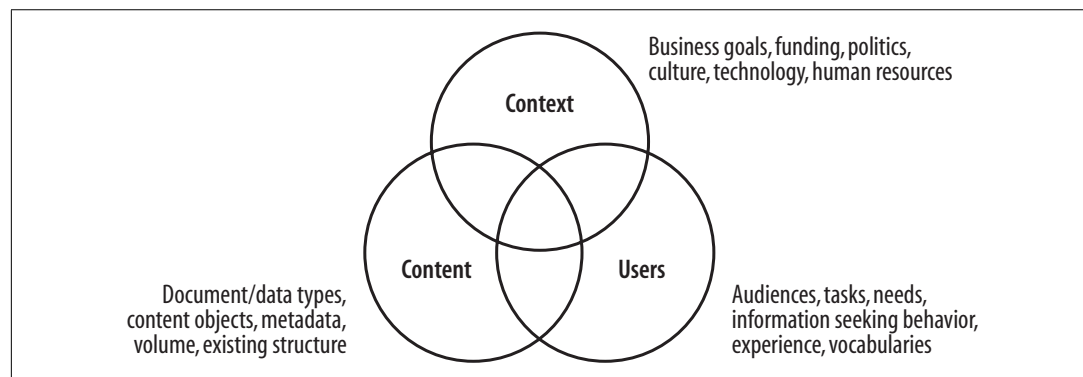 Business goals, funding, politics,
culture, technology, human resources
Context
Content
Users
Document/data types,
content objects, metadata,
volume, existing structure
Audiences, tasks, needs,
information seeking behavior,
experience, vocabularies